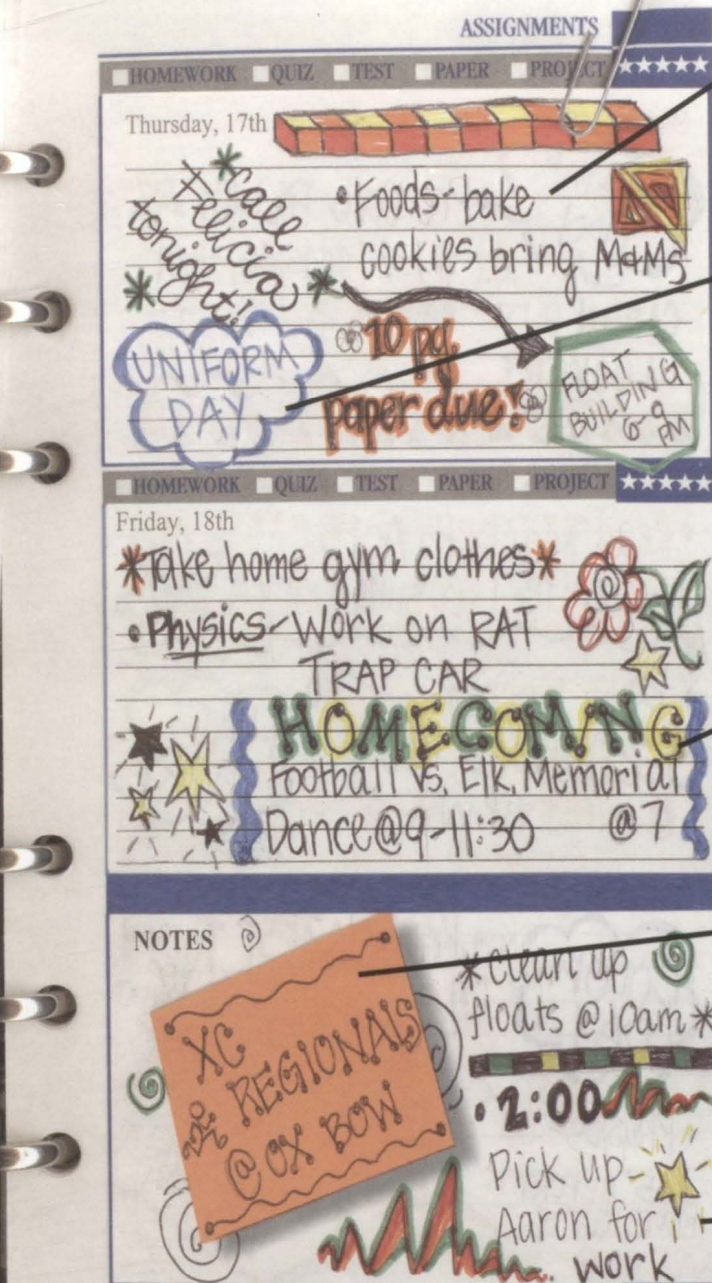 ASSIGNMENTS
HOMEWORK QUIZ TEST PAPER PROJECT
Thursday, 17th
*Call
Felicia
tonight!
• Foods - bake
cookies bring M&Ms
UNIFORM
DAY
10 pg.
paper due!
FLOAT
BUILDING
6-9
PM
HOMEWORK QUIZ TEST PAPER PROJECT
Friday, 18th
*Take home gym clothes*
• Physics - Work on RAT
TRAP CAR
HOMECOMING
Football vs. Elk. Memorial
Dance @ 9-11:30 @ 7
NOTES
XC
REGIONALS
@ OX BOW
*clean up
floats @ 10am *
• 2:00
Pick up
Aaron for
work